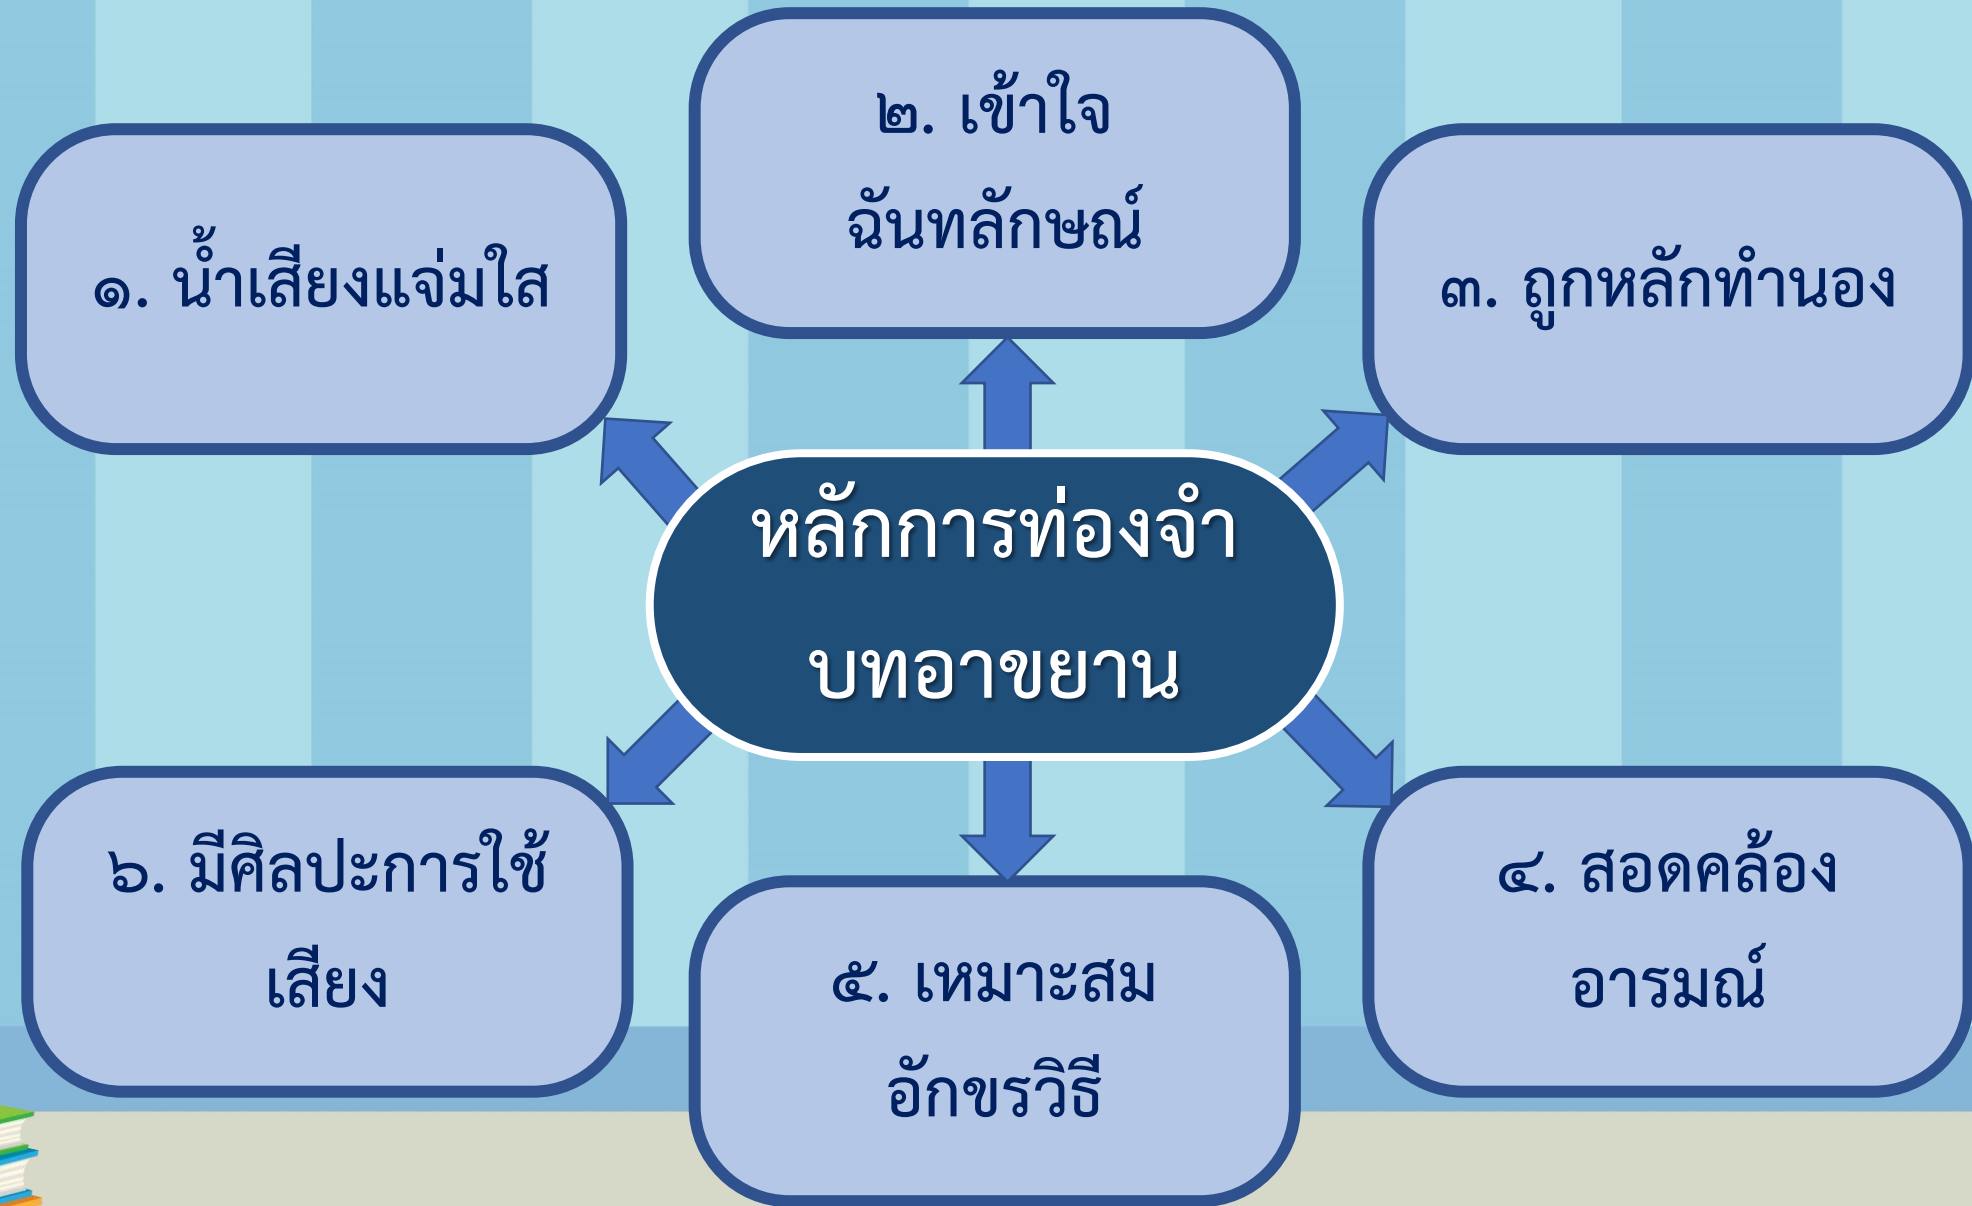 หลักการท่องจำ
บทอาขยาน
๑. น้ำเสียงแจ่มใส
๒. เข้าใจ
ฉันทลักษณ์
๓. ถูกหลักทำนอง
๔. สอดคล้อง
อารมณ์
๕. เหมาะสม
อักขรวิธี
๖. มีศิลปะการใช้
เสียง